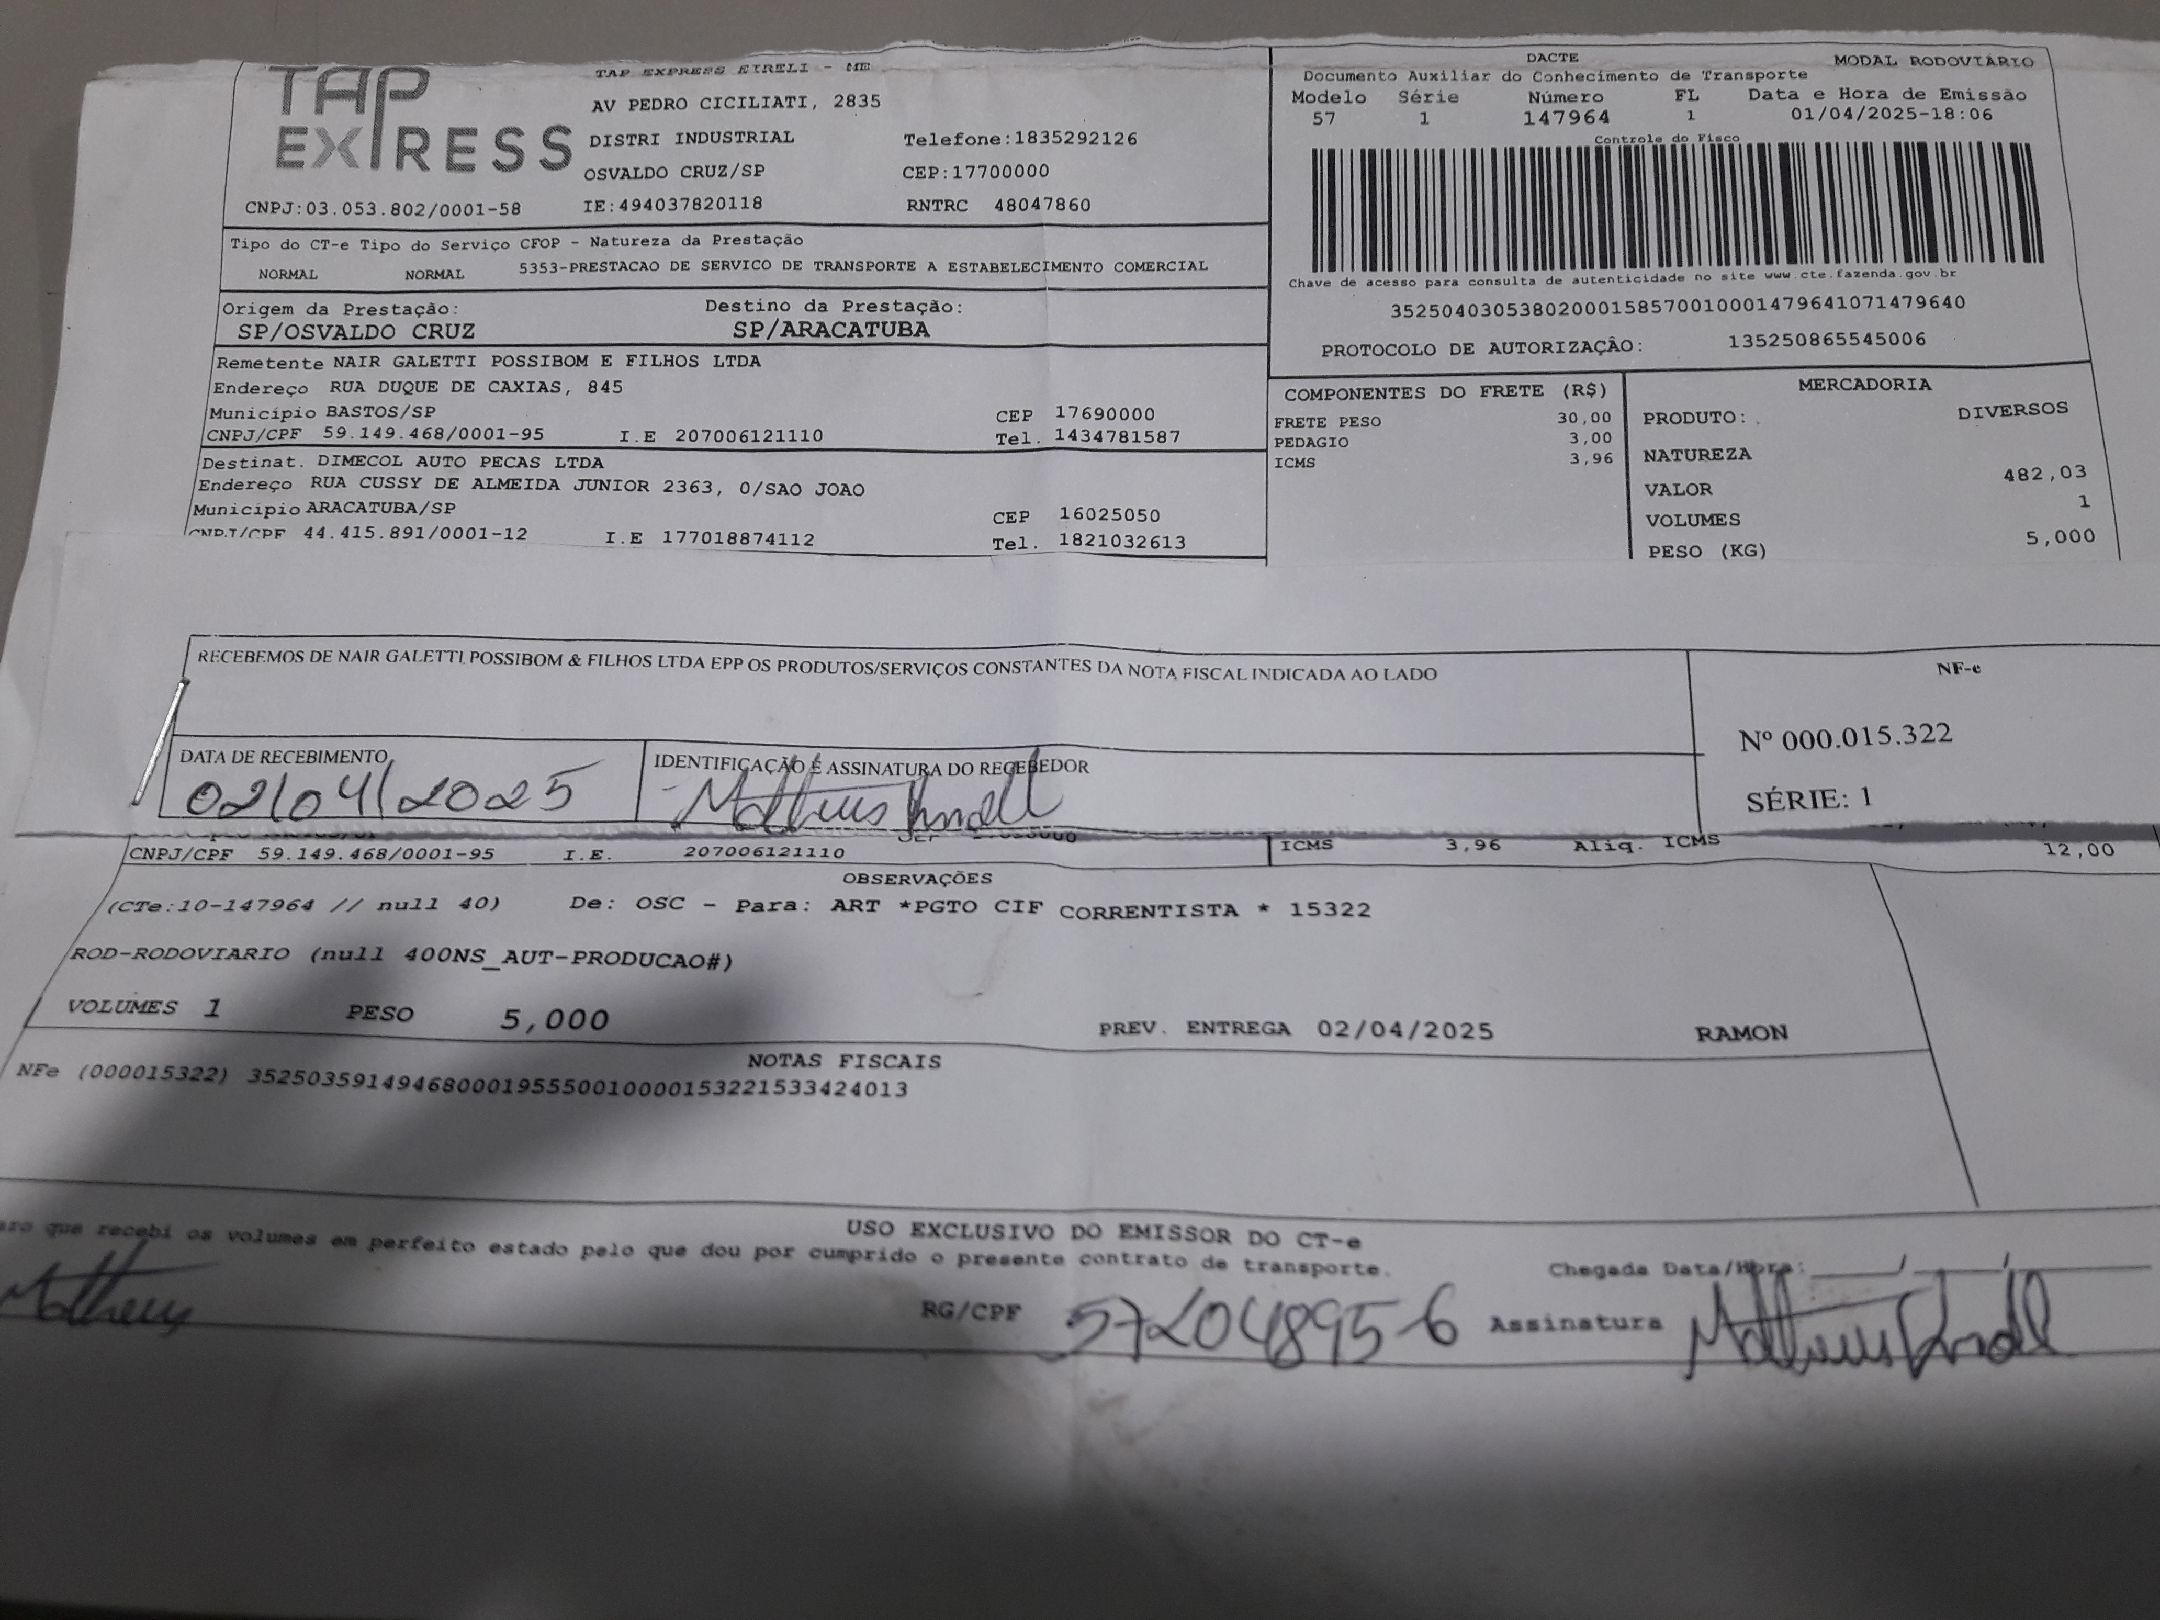 TAP EXPRESS
TAP EXPRESS EIRELI - ME
AV PEDRO CICILIATI, 2835
DISTRI INDUSTRIAL Telefone:1835292126
OSVALDO CRUZ/SP CEP:17700000
CNPJ:03.053.802/0001-58 IE:494037820118 RNTRC 48047860
DACTE MODAL RODOVIÁRIO
Documento Auxiliar do Conhecimento de Transporte
Modelo Série Número FL Data e Hora de Emissão
57 1 147964 1 01/04/2025-18:06
Controle do Fisco
Chave de acesso para consulta de autenticidade no site www.cte.fazenda.gov.br
35250403053802000158570010001479641071479640
PROTOCOLO DE AUTORIZAÇÃO: 135250865545006
Tipo do CT-e Tipo do Serviço CFOP - Natureza da Prestação
NORMAL NORMAL 5353-PRESTACAO DE SERVICO DE TRANSPORTE A ESTABELECIMENTO COMERCIAL
Origem da Prestação: Destino da Prestação:
SP/OSVALDO CRUZ SP/ARACATUBA
Remetente NAIR GALETTI POSSIBOM E FILHOS LTDA
Endereço RUA DUQUE DE CAXIAS, 845
Município BASTOS/SP CEP 17690000
CNPJ/CPF 59.149.468/0001-95 I.E 207006121110 Tel. 1434781587
Destinat. DIMECOL AUTO PECAS LTDA
Endereço RUA CUSSY DE ALMEIDA JUNIOR 2363, 0/SAO JOAO
Município ARACATUBA/SP CEP 16025050
CNPJ/CPF 44.415.891/0001-12 I.E 177018874112 Tel. 1821032613
COMPONENTES DO FRETE (R$)
FRETE PESO 30,00
PEDAGIO 3,00
ICMS 3,96
MERCADORIA
PRODUTO: DIVERSOS
NATUREZA
VALOR 482,03
VOLUMES 1
PESO (KG) 5,000
RECEBEMOS DE NAIR GALETTI POSSIBOM & FILHOS LTDA EPP OS PRODUTOS/SERVIÇOS CONSTANTES DA NOTA FISCAL INDICADA AO LADO
NF-e
Nº 000.015.322
SÉRIE: 1
DATA DE RECEBIMENTO IDENTIFICAÇÃO E ASSINATURA DO RECEBEDOR
02/04/2025 Matheus
CNPJ/CPF 59.149.468/0001-95 I.E. 207006121110 ICMS 3,96 Aliq. ICMS 12,00
OBSERVAÇÕES
(CTe:10-147964 // null 40) De: OSC - Para: ART *PGTO CIF CORRENTISTA * 15322
ROD-RODOVIARIO (null 400NS_AUT-PRODUCAO#)
VOLUMES 1 PESO 5,000 PREV. ENTREGA 02/04/2025 RAMON
NOTAS FISCAIS
NFe (000015322) 35250359149468000195550010000153221533424013
USO EXCLUSIVO DO EMISSOR DO CT-e
que recebi os volumes em perfeito estado pelo que dou por cumprido o presente contrato de transporte.
Chegada Data/Hora: ____/____/____
Matheus RG/CPF 57204895-6 Assinatura Matheus